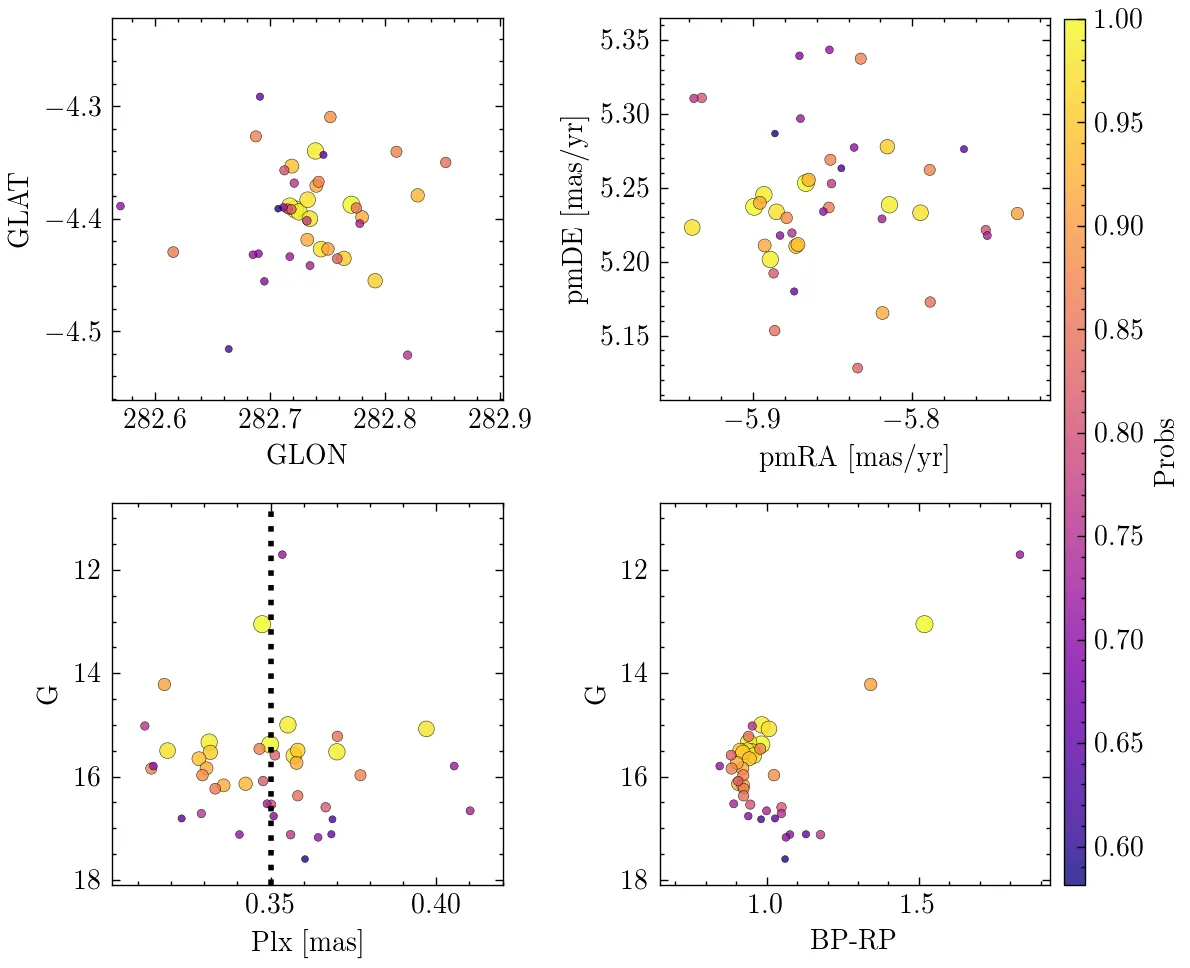 −4.3
−4.4
−4.5
GLAT
282.6 282.7 282.8 282.9
GLON
5.35
5.30
5.25
5.20
5.15
pmDE [mas/yr]
−5.9 −5.8
pmRA [mas/yr]
12
14
16
18
G
0.35 0.40
Plx [mas]
12
14
16
18
G
1.0 1.5
BP-RP
1.00
0.95
0.90
0.85
0.80
0.75
0.70
0.65
0.60
Probs